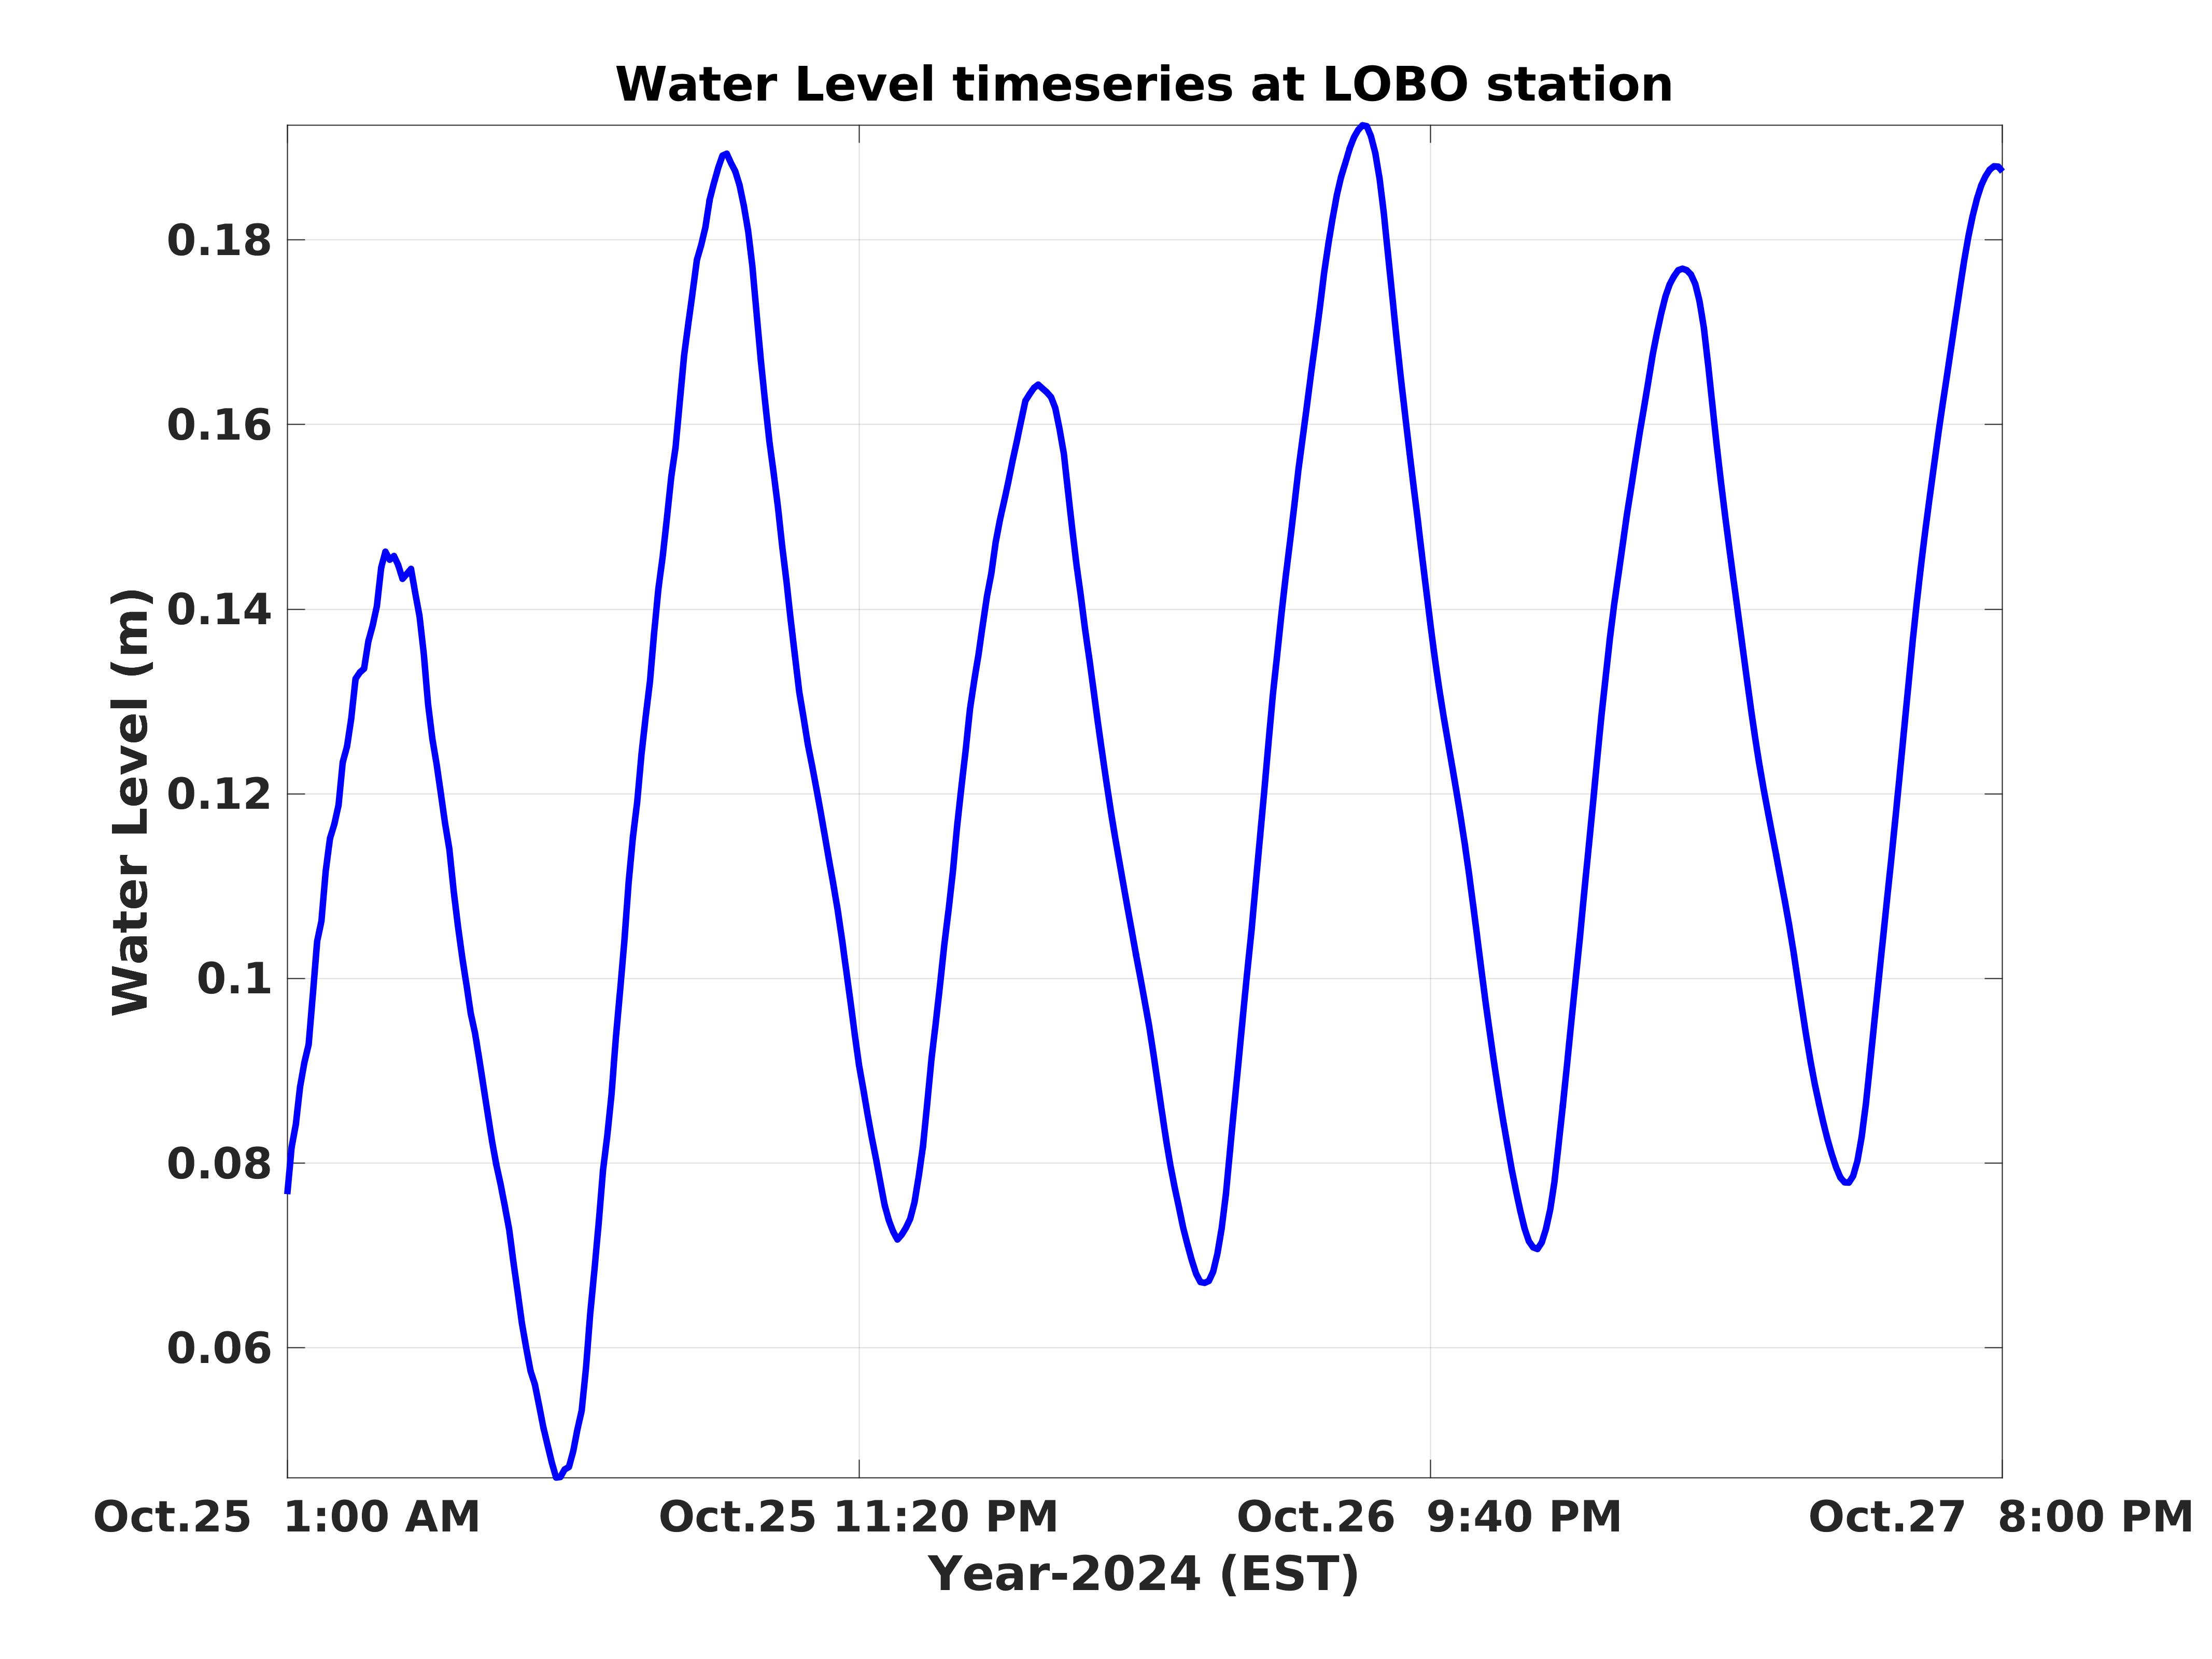 Water Level timeseries at LOBO station
Water Level (m)
0.18
0.16
0.14
0.12
0.1
0.08
0.06
Oct.25 1:00 AM
Oct.25 11:20 PM
Oct.26 9:40 PM
Oct.27 8:00 PM
Year-2024 (EST)